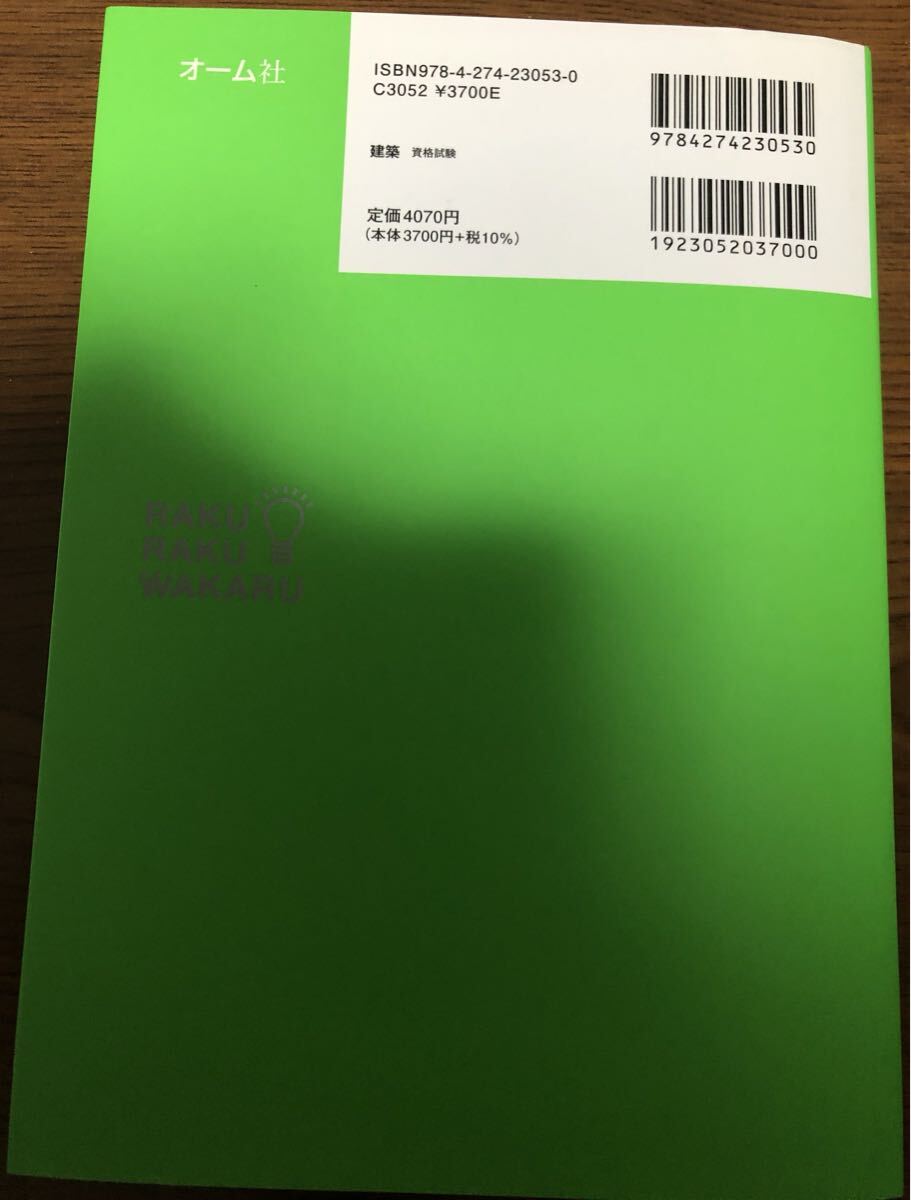 オーム社
ISBN978-4-274-23053-0
C3052 ¥3700E
建築 資格試験
定価4070円
(本体3700円+税10%)
9784274230530
1923052037000
RAKU
RAKU
WAKARU